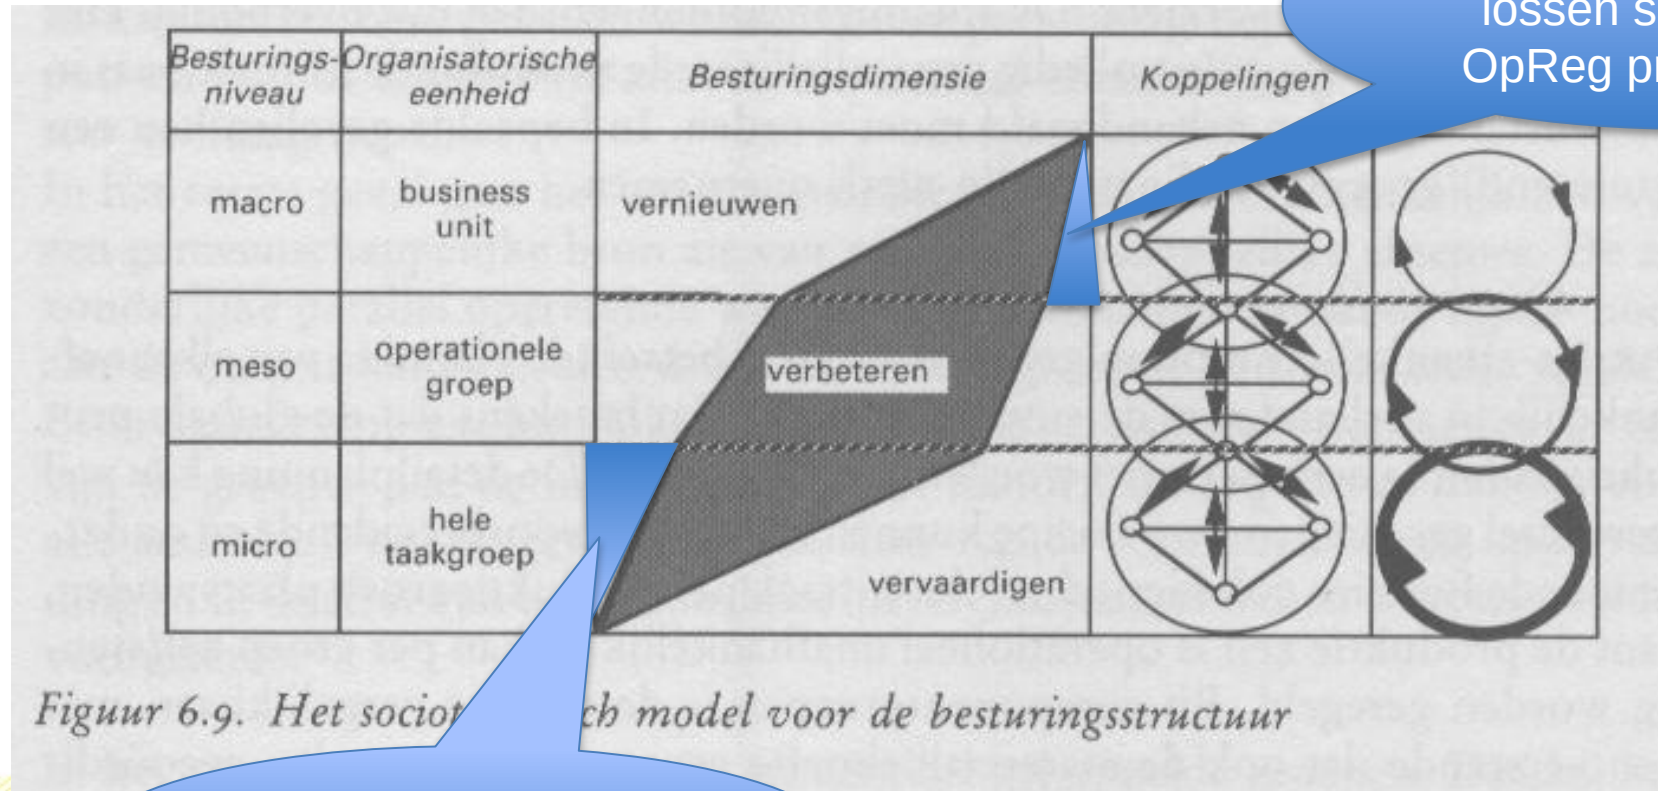 lossen s
OpReg pr
Besturings-
niveau
Organisatorische
eenheid
Besturingsdimensie
Koppelingen
macro
business
unit
vernieuwen
meso
operationele
groep
verbeteren
micro
hele
taakgroep
vervaardigen
Figuur 6.9. Het sociot ch model voor de besturingsstructuur